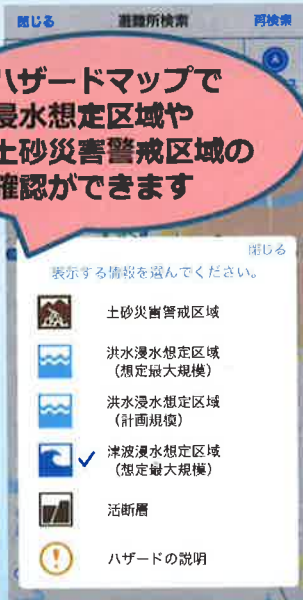 閉じる 避難所検索 再検索
ハザードマップで
浸水想定区域や
土砂災害警戒区域の
確認ができます
閉じる
表示する情報を選んでください。
土砂災害警戒区域
洪水浸水想定区域
(想定最大規模)
洪水浸水想定区域
(計画規模)
津波浸水想定区域
(想定最大規模)
活断層
ハザードの説明